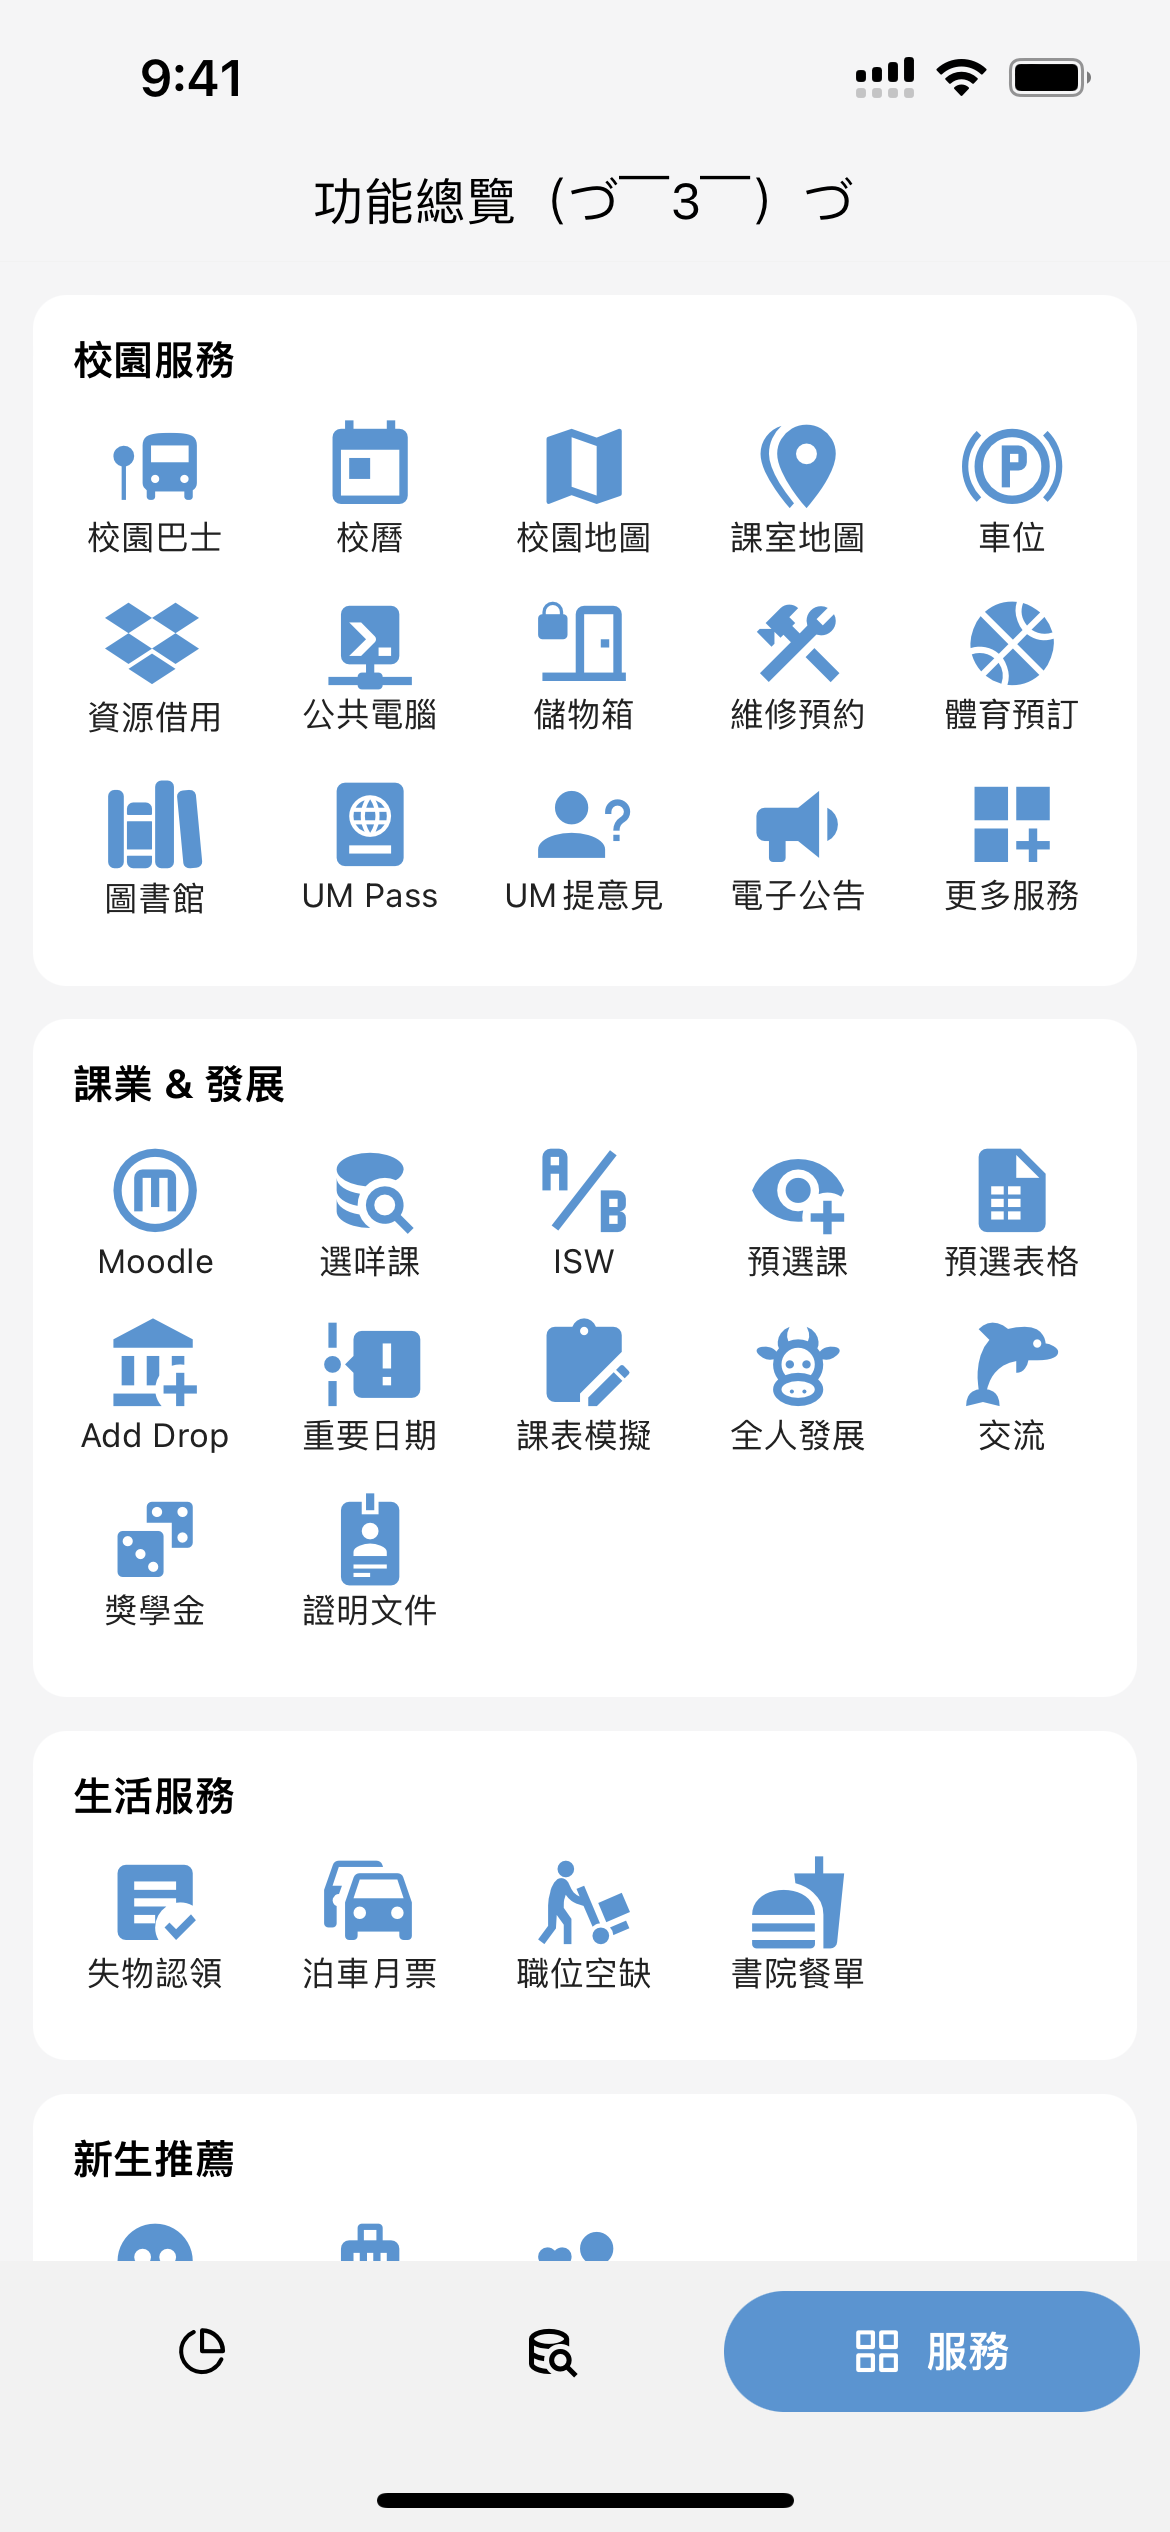 9:41
功能總覽（づ￣3￣）づ
校園服務
校園巴士
校曆
校園地圖
課室地圖
車位
資源借用
公共電腦
儲物箱
維修預約
體育預訂
圖書館
UM Pass
UM 提意見
電子公告
更多服務
課業 & 發展
Moodle
選咩課
ISW
預選課
預選表格
Add Drop
重要日期
課表模擬
全人發展
交流
獎學金
證明文件
生活服務
失物認領
泊車月票
職位空缺
書院餐單
新生推薦
服務